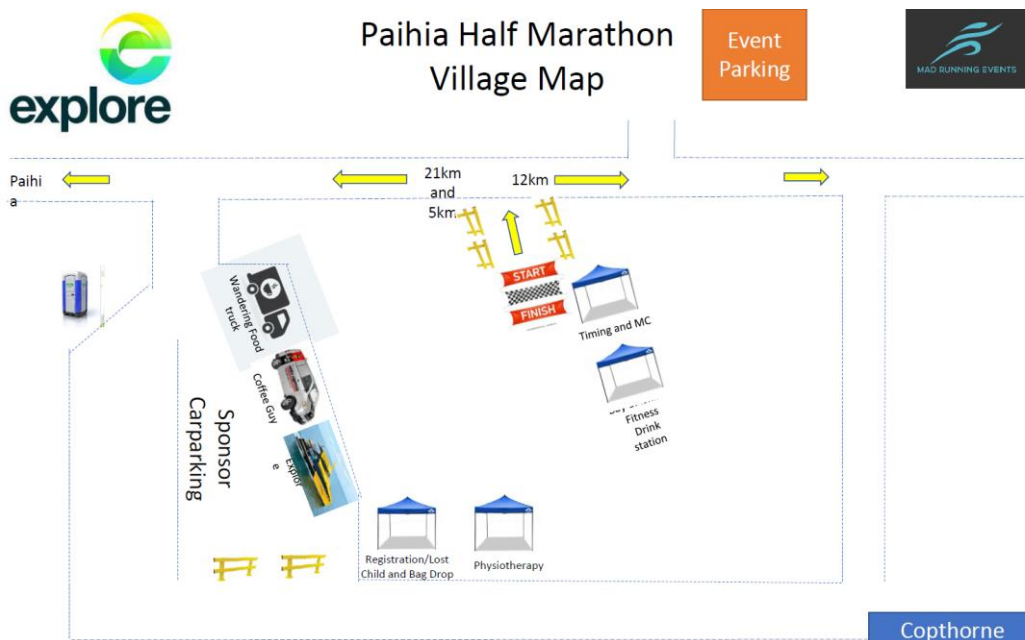 explore
Paihia Half Marathon
Village Map
Event
Parking
MAD RUNNING EVENTS
Paihi
a
21km
and
5km
12km
START
FINISH
Timing and MC
Wandering Food
truck
Coffee Guy
Explor
e
Sponsor
Carparking
Fitness
Drink
station
Registration/Lost
Child and Bag Drop
Physiotherapy
Copthorne